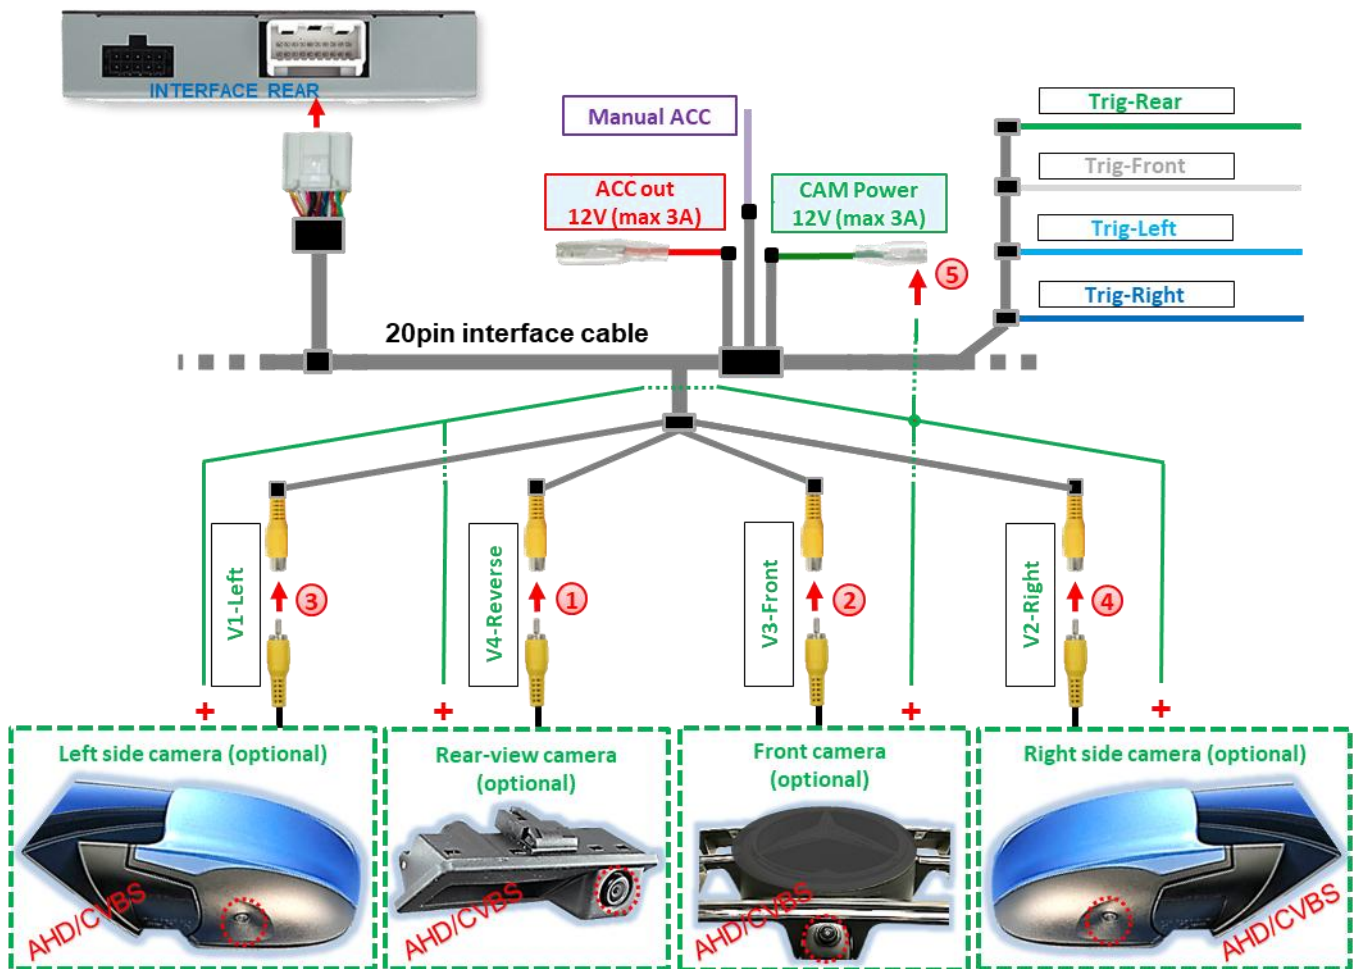 INTERFACE REAR
Manual ACC
ACC out
12V (max 3A)
CAM Power
12V (max 3A)
Trig-Rear
Trig-Front
Trig-Left
Trig-Right
5
20pin interface cable
V1-Left
3
V4-Reverse
1
V3-Front
2
V2-Right
4
+
+
+
+
Left side camera (optional)
Rear-view camera
(optional)
Front camera
(optional)
Right side camera (optional)
AHD/CVBS
AHD/CVBS
AHD/CVBS
AHD/CVBS